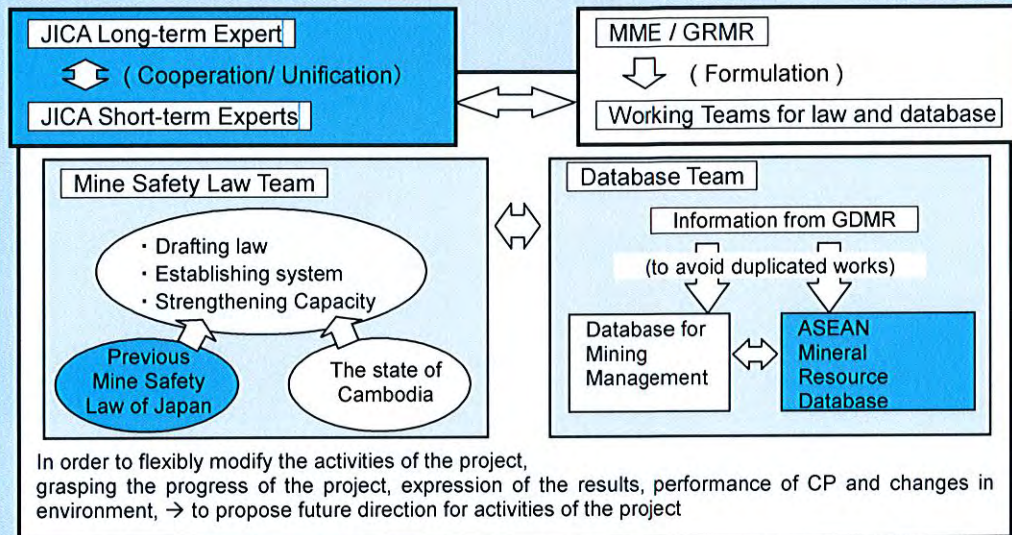 JICA Long-term Expert
( Cooperation/ Unification)
JICA Short-term Experts
MME / GRMR
( Formulation )
Working Teams for law and database
Mine Safety Law Team
・Drafting law
・Establishing system
・Strengthening Capacity
Previous
Mine Safety
Law of Japan
The state of
Cambodia
Database Team
Information from GDMR
(to avoid duplicated works)
Database for
Mining
Management
ASEAN
Mineral
Resource
Database
In order to flexibly modify the activities of the project,
grasping the progress of the project, expression of the results, performance of CP and changes in
environment, → to propose future direction for activities of the project